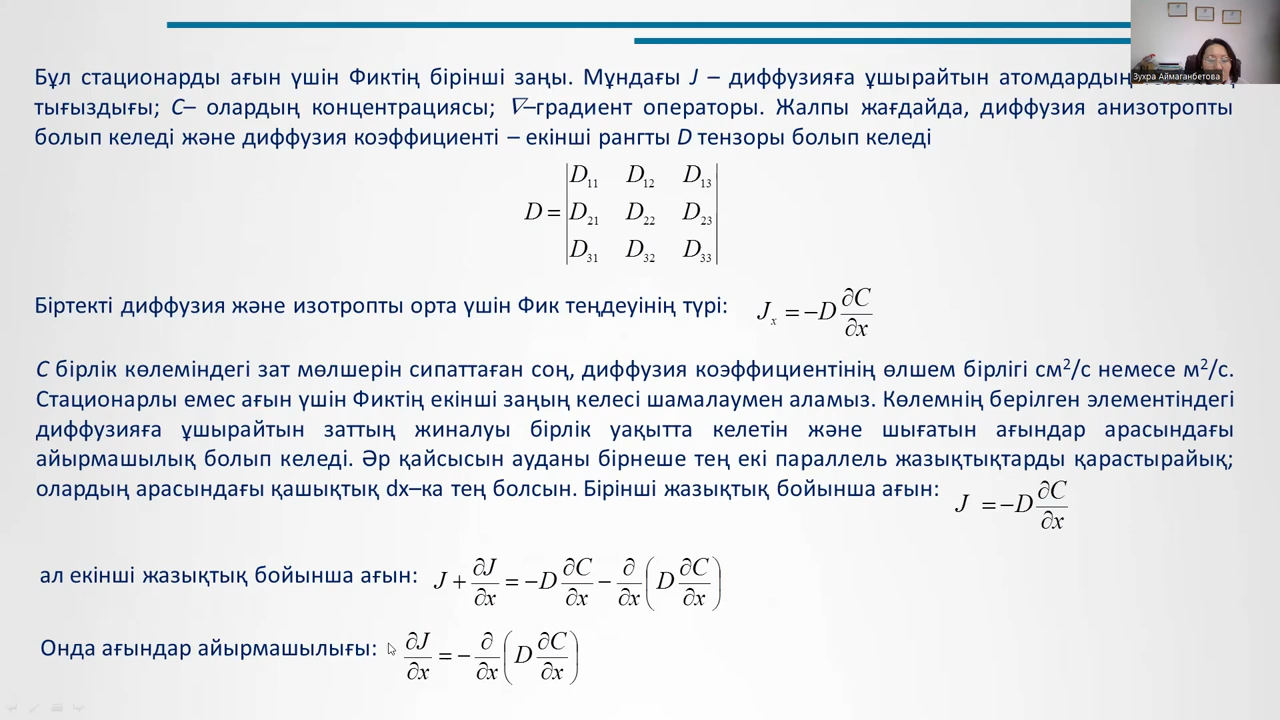 Зухра Аймаганбетова
Бұл стационарды ағын үшін Фиктің бірінші заңы. Мұндағы J – диффузияға ұшырайтын атомдардың
тығыздығы; C– олардың концентрациясы; ∇–градиент операторы. Жалпы жағдайда, диффузия анизотропты
болып келеді және диффузия коэффициенті – екінші рангты D тензоры болып келеді
D = |D₁₁ D₁₂ D₁₃|
|D₂₁ D₂₂ D₂₃|
|D₃₁ D₃₂ D₃₃|
Біртекті диффузия және изотропты орта үшін Фик теңдеуінің түрі: Jₓ = −D ∂C/∂x
C бірлік көлеміндегі зат мөлшерін сипаттаған соң, диффузия коэффициентінің өлшем бірлігі см²/с немесе м²/с.
Стационарлы емес ағын үшін Фиктің екінші заңың келесі шамалаумен аламыз. Көлемнің берілген элементіндегі
диффузияға ұшырайтын заттың жиналуы бірлік уақытта келетін және шығатын ағындар арасындағы
айырмашылық болып келеді. Әр қайсысын ауданы бірнеше тең екі параллель жазықтықтарды қарастырайық;
олардың арасындағы қашықтық dx–ка тең болсын. Бірінші жазықтық бойынша ағын: J = −D ∂C/∂x
ал екінші жазықтық бойынша ағын: J + ∂J/∂x = −D ∂C/∂x − ∂/∂x (D ∂C/∂x)
Онда ағындар айырмашылығы: ∂J/∂x = − ∂/∂x (D ∂C/∂x)